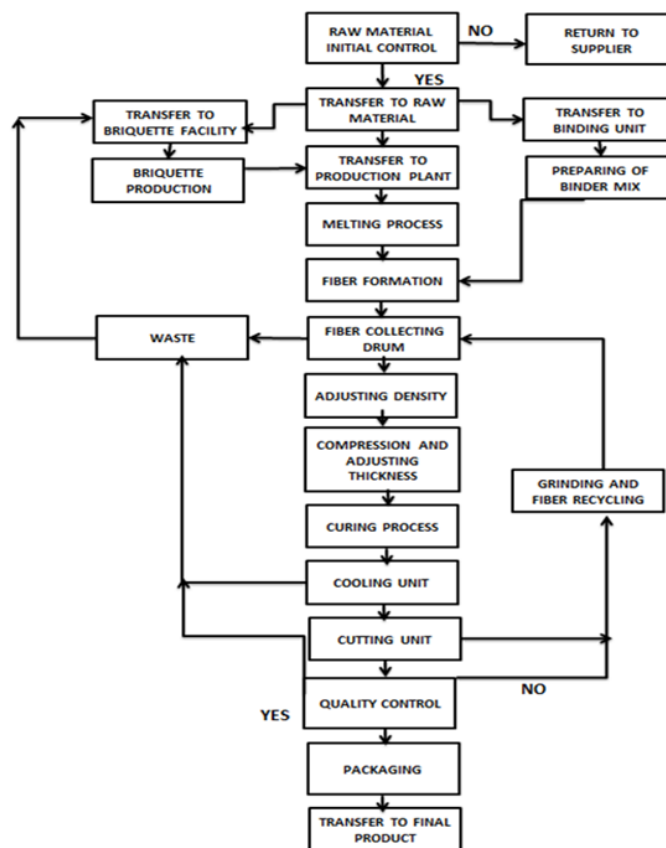 RAW MATERIAL
INITIAL CONTROL
NO
RETURN TO
SUPPLIER
YES
TRANSFER TO
BRIQUETTE FACILITY
TRANSFER TO RAW
MATERIAL
TRANSFER TO
BINDING UNIT
BRIQUETTE
PRODUCTION
TRANSFER TO
PRODUCTION PLANT
PREPARING OF
BINDER MIX
MELTING PROCESS
FIBER FORMATION
WASTE
FIBER COLLECTING
DRUM
ADJUSTING DENSITY
COMPRESSION AND
ADJUSTING
THICKNESS
GRINDING AND
FIBER RECYCLING
CURING PROCESS
COOLING UNIT
CUTTING UNIT
QUALITY CONTROL
NO
YES
PACKAGING
TRANSFER TO FINAL
PRODUCT